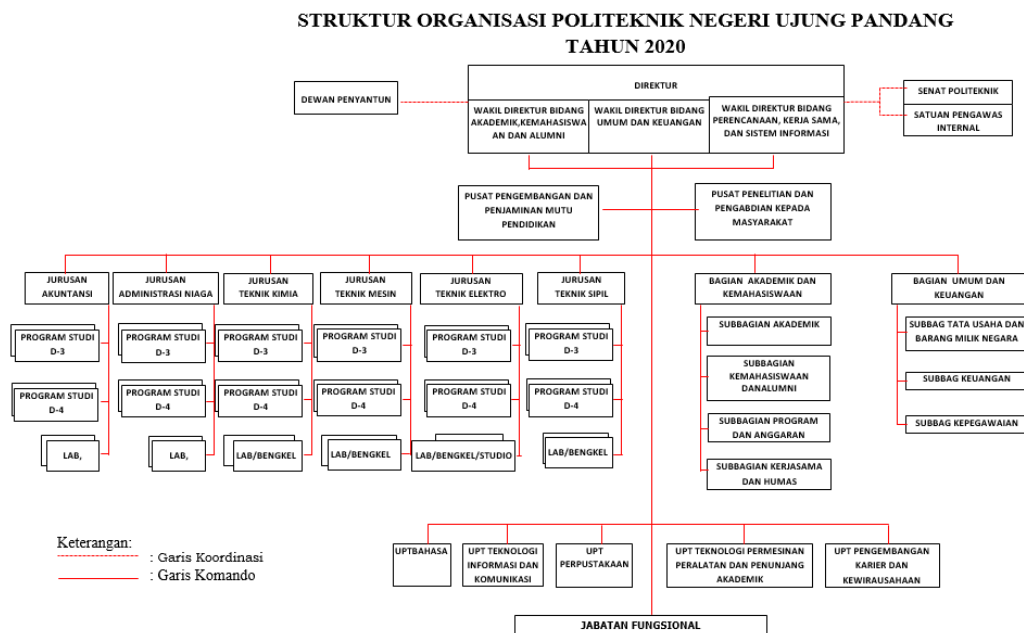 STRUKTUR ORGANISASI POLITEKNIK NEGERI UJUNG PANDANG
TAHUN 2020
DIREKTUR
DEWAN PENYANTUN
WAKIL DIREKTUR BIDANG
AKADEMIK,KEMAHASISWA
AN DAN ALUMNI
WAKIL DIREKTUR BIDANG
UMUM DAN KEUANGAN
WAKIL DIREKTUR BIDANG
PERENCANAAN, KERJA SAMA,
DAN SISTEM INFORMASI
SENAT POLITEKNIK
SATUAN PENGAWAS
INTERNAL
PUSAT PENGEMBANGAN DAN
PENJAMINAN MUTU
PENDIDIKAN
PUSAT PENELITIAN DAN
PENGABDIAN KEPADA
MASYARAKAT
JURUSAN
AKUNTANSI
JURUSAN
ADMINISTRASI NIAGA
JURUSAN
TEKNIK KIMIA
JURUSAN
TEKNIK MESIN
JURUSAN
TEKNIK ELEKTRO
JURUSAN
TEKNIK SIPIL
BAGIAN AKADEMIK DAN
KEMAHASISWAAN
BAGIAN UMUM DAN
KEUANGAN
PROGRAM STUDI
D-3
PROGRAM STUDI
D-3
PROGRAM STUDI
D-3
PROGRAM STUDI
D-3
PROGRAM STUDI
D-3
PROGRAM STUDI
D-3
SUBBAGIAN AKADEMIK
SUBBAG TATA USAHA DAN
BARANG MILIK NEGARA
PROGRAM STUDI
D-4
PROGRAM STUDI
D-4
PROGRAM STUDI
D-4
PROGRAM STUDI
D-4
PROGRAM STUDI
D-4
PROGRAM STUDI
D-4
SUBBAGIAN
KEMAHASISWAAN
DANALUMNI
SUBBAG KEUANGAN
SUBBAGIAN PROGRAM
DAN ANGGARAN
SUBBAG KEPEGAWAIAN
LAB,
LAB,
LAB/BENGKEL
LAB/BENGKEL
LAB/BENGKEL/STUDIO
LAB/BENGKEL
SUBBAGIAN KERJASAMA
DAN HUMAS
Keterangan:
: Garis Koordinasi
: Garis Komando
UPTBAHASA
UPT TEKNOLOGI
INFORMASI DAN
KOMUNIKASI
UPT
PERPUSTAKAAN
UPT TEKNOLOGI PERMESINAN
PERALATAN DAN PENUNJANG
AKADEMIK
UPT PENGEMBANGAN
KARIER DAN
KEWIRAUSAHAAN
JABATAN FUNGSIONAL